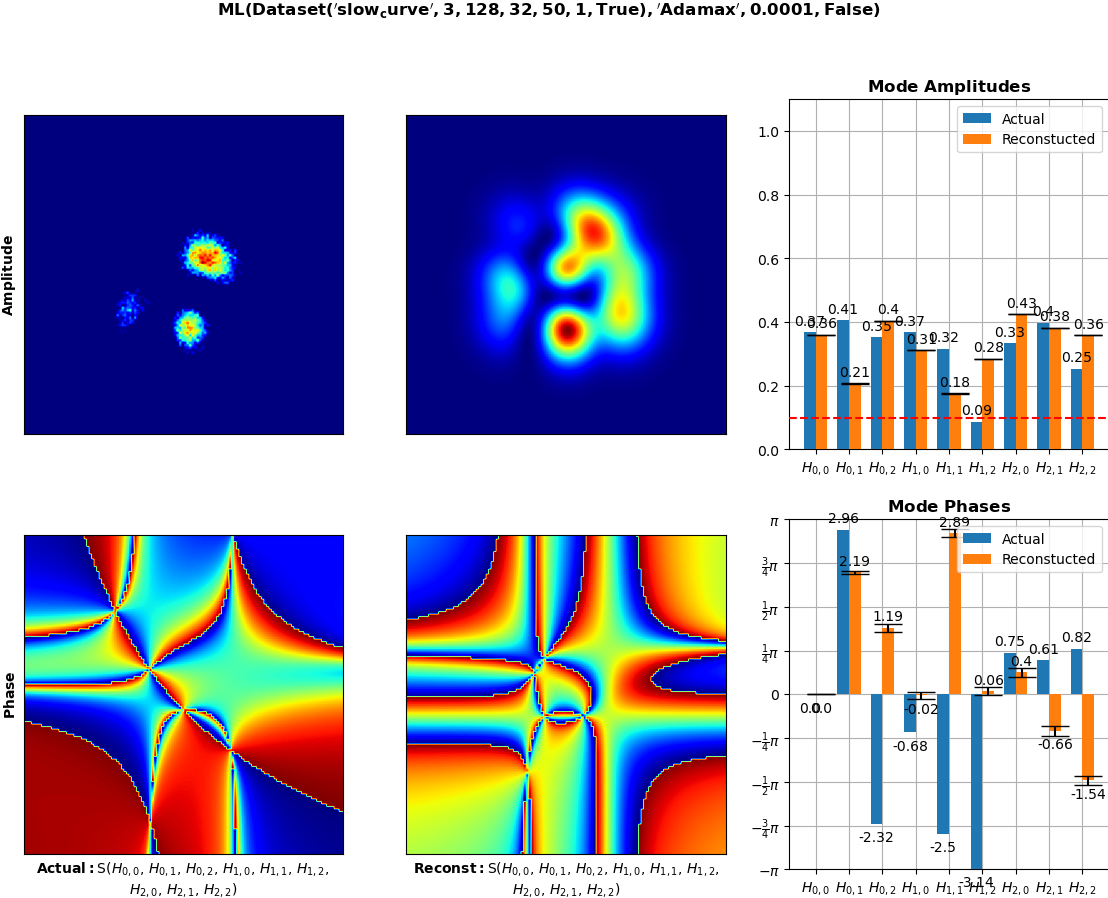 ML(Dataset('slow_curve', 3, 128, 32, 50, 1, True), 'Adamax', 0.0001, False)
Amplitude
Mode Amplitudes
Actual
Reconstucted
1.0
0.8
0.6
0.4
0.2
0.0
0.37
0.36
0.41
0.21
0.35
0.4
0.37
0.31
0.32
0.18
0.09
0.28
0.33
0.43
0.4
0.38
0.25
0.36
H0,0 H0,1 H0,2 H1,0 H1,1 H1,2 H2,0 H2,1 H2,2
Phase
Actual: S(H0,0, H0,1, H0,2, H1,0, H1,1, H1,2,
H2,0, H2,1, H2,2)
Reconst: S(H0,0, H0,1, H0,2, H1,0, H1,1, H1,2,
H2,0, H2,1, H2,2)
Mode Phases
Actual
Reconstucted
π
3/4π
1/2π
1/4π
0
−1/4π
−1/2π
−3/4π
−π
0.0
0.0
2.96
2.19
-2.32
1.19
-0.68
-0.02
-2.5
2.89
-3.14
0.06
0.75
0.4
0.61
-0.66
0.82
-1.54
H0,0 H0,1 H0,2 H1,0 H1,1 H1,2 H2,0 H2,1 H2,2